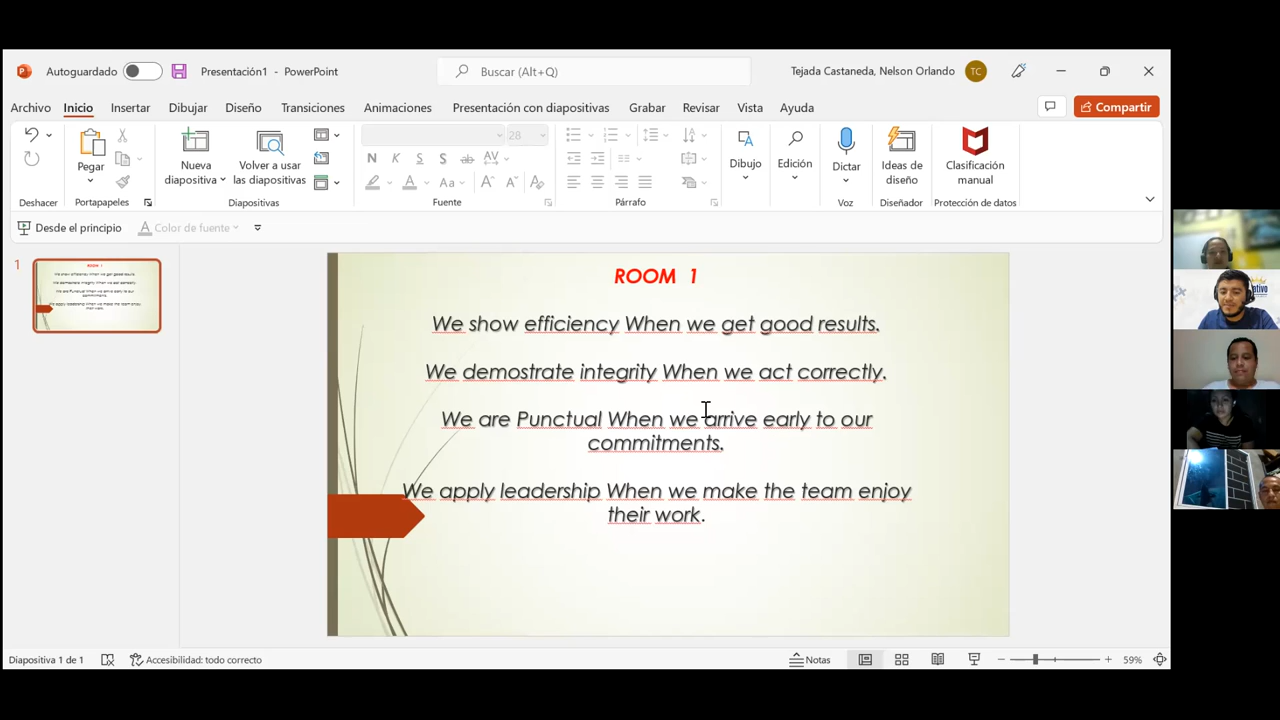 Autoguardado
Presentación1 - PowerPoint
Buscar (Alt+Q)
Tejada Castaneda, Nelson Orlando
TC
Archivo Inicio Insertar Dibujar Diseño Transiciones Animaciones Presentación con diapositivas Grabar Revisar Vista Ayuda
Compartir
28
Pegar
Nueva diapositiva
Volver a usar las diapositivas
Dibujo
Edición
Dictar
Ideas de diseño
Clasificación manual
Deshacer Portapapeles Diapositivas Fuente Párrafo Voz Diseñador Protección de datos
Desde el principio
Color de fuente
1
ROOM 1
We show efficiency When we get good results.
We demostrate integrity When we act correctly.
We are Punctual When we arrive early to our
commitments.
We apply leadership When we make the team enjoy
their work.
Diapositiva 1 de 1
Accesibilidad: todo correcto
Notas
59%